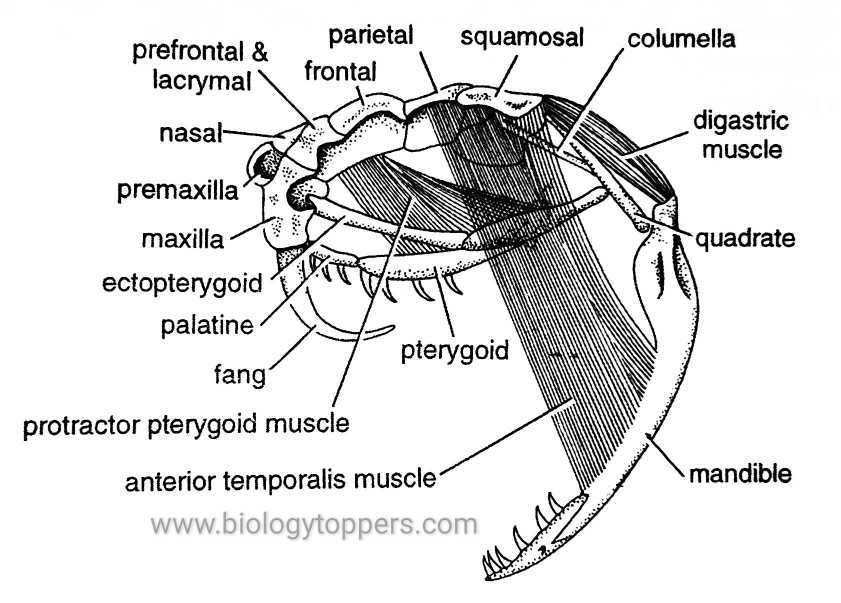 parietal
squamosal
columella
prefrontal &
lacrymal
frontal
nasal
digastric
muscle
premaxilla
maxilla
quadrate
ectopterygoid
palatine
pterygoid
fang
protractor pterygoid muscle
anterior temporalis muscle
mandible
www.biologytoppers.com